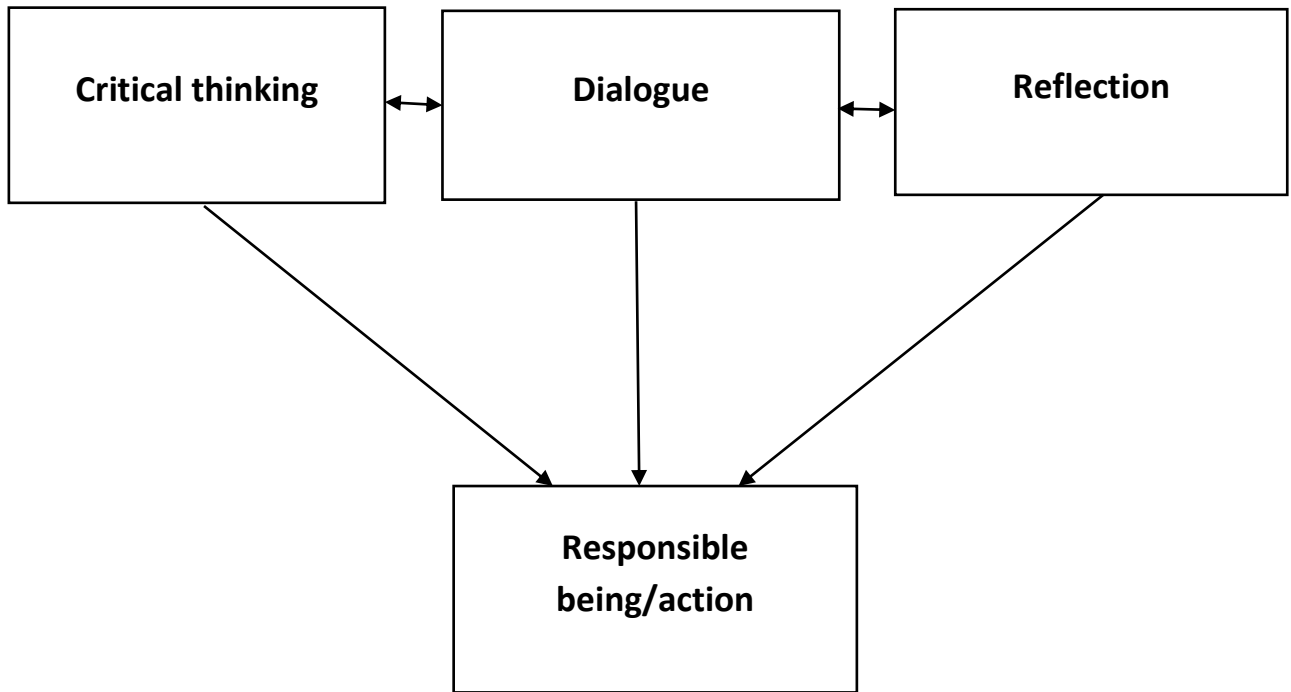 Critical thinking
Dialogue
Reflection
Responsible
being/action